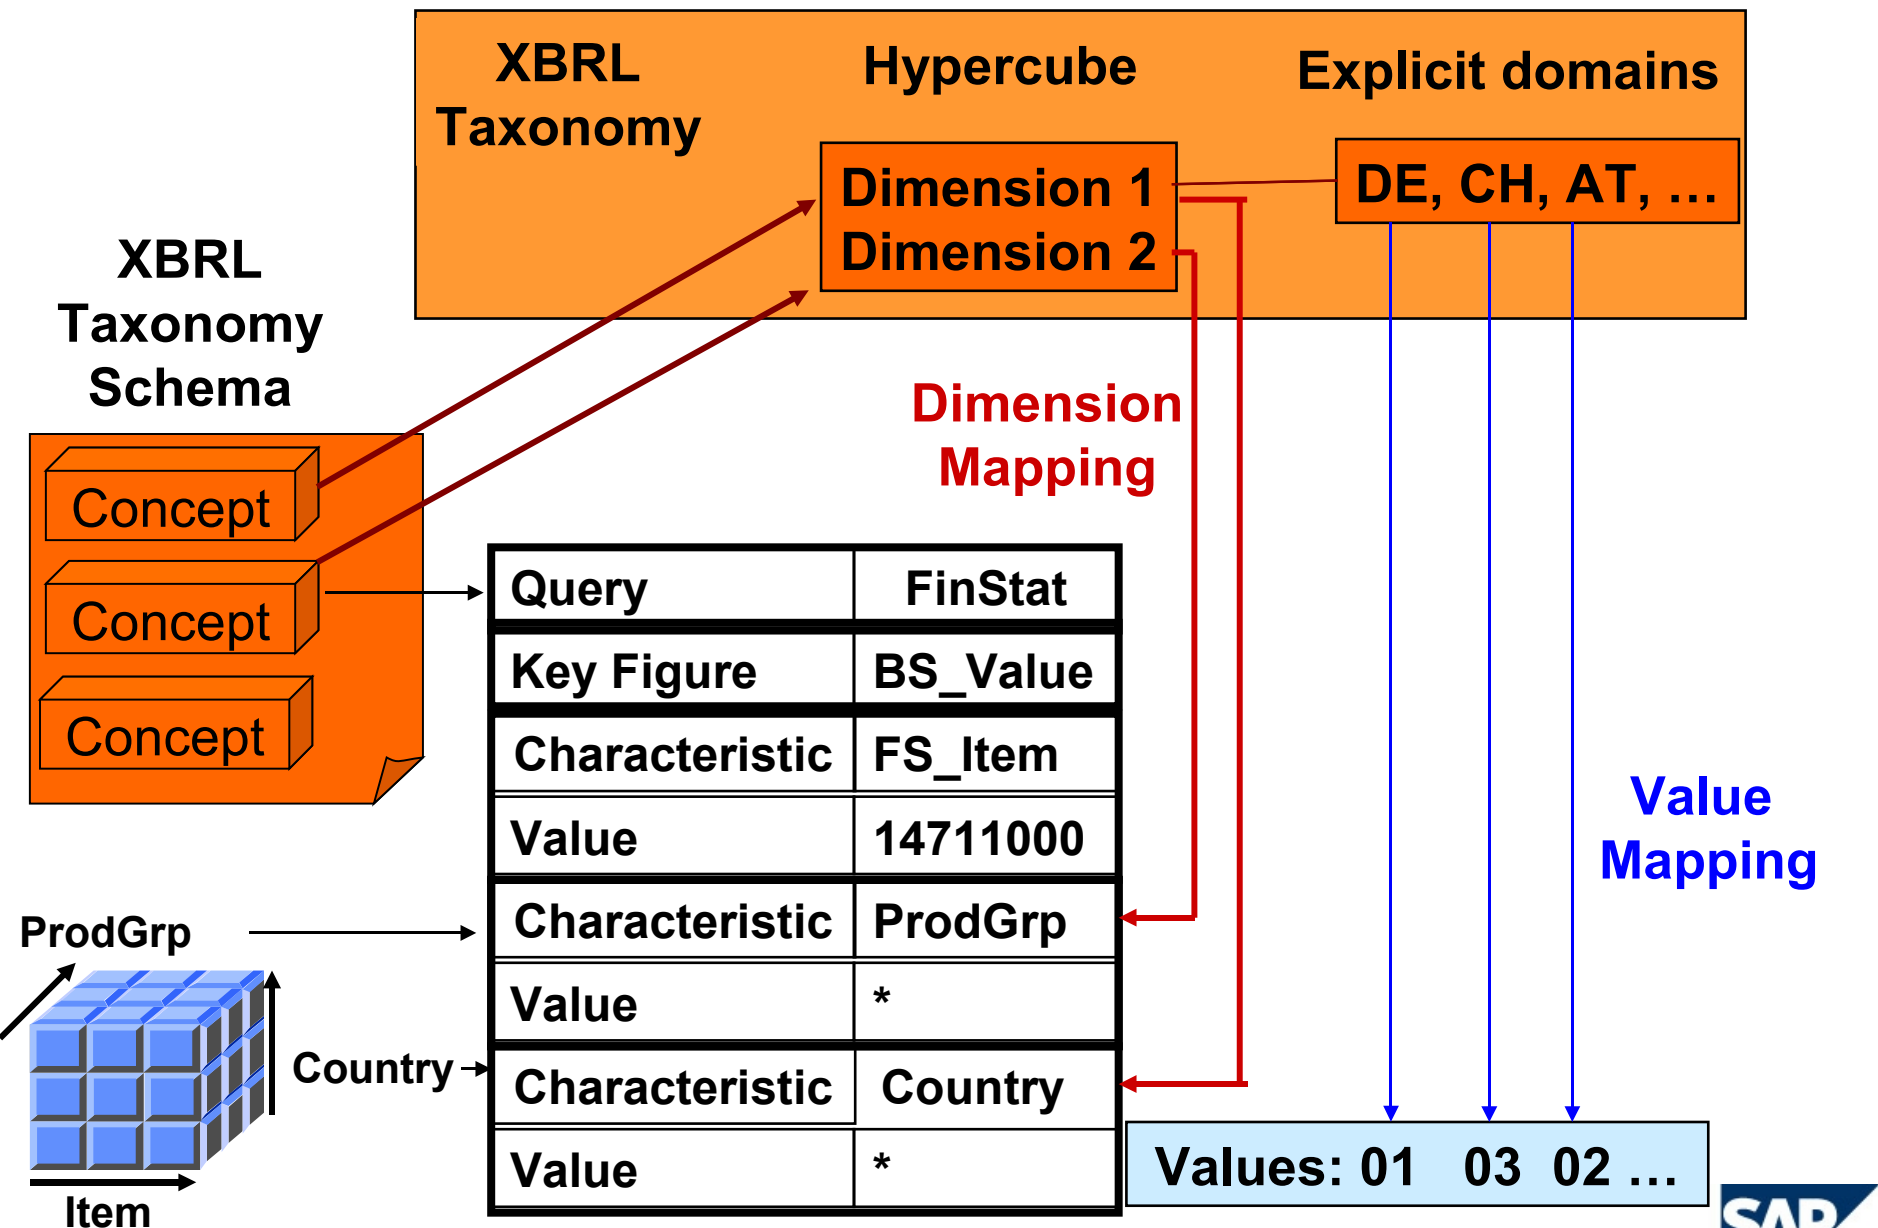 XBRL
Taxonomy
Hypercube
Explicit domains
Dimension 1
Dimension 2
DE, CH, AT, …
XBRL
Taxonomy
Schema
Concept
Concept
Concept
Dimension
Mapping
Query FinStat
Key Figure BS_Value
Characteristic FS_Item
Value 14711000
Characteristic ProdGrp
Value *
Characteristic Country
Value *
Value
Mapping
ProdGrp
Country
Item
Values: 01 03 02 …
SAP